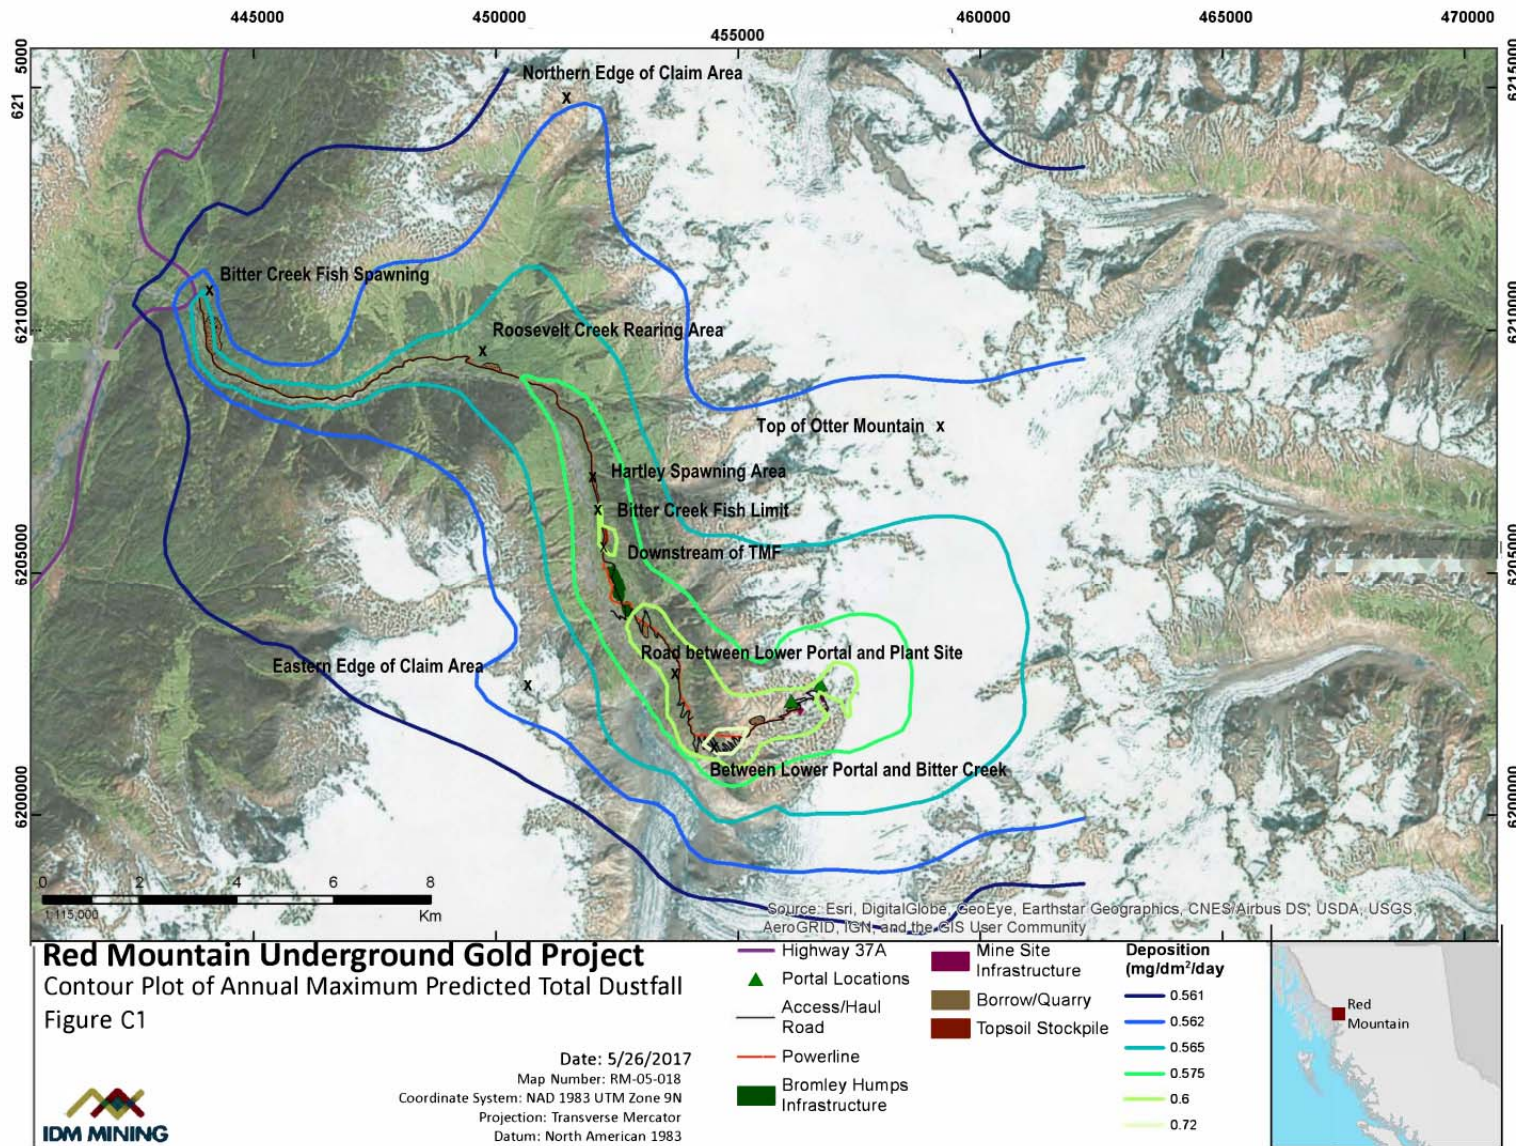 445000
450000
455000
460000
465000
470000
6215000
6215000
6210000
6210000
6205000
6205000
6200000
6200000
Northern Edge of Claim Area
Bitter Creek Fish Spawning
Roosevelt Creek Rearing Area
Top of Otter Mountain
Hartley Spawning Area
Bitter Creek Fish Limit
Downstream of TMF
Road between Lower Portal and Plant Site
Eastern Edge of Claim Area
Between Lower Portal and Bitter Creek
0 2 4 6 8
1:115,000
Km
Source: Esri, DigitalGlobe, GeoEye, Earthstar Geographics, CNES/Airbus DS, USDA, USGS,
AeroGRID, IGN, and the GIS User Community
Red Mountain Underground Gold Project
Contour Plot of Annual Maximum Predicted Total Dustfall
Figure C1
Date: 5/26/2017
Map Number: RM-05-018
Coordinate System: NAD 1983 UTM Zone 9N
Projection: Transverse Mercator
Datum: North American 1983
IDM MINING
Highway 37A
Portal Locations
Access/Haul
Road
Powerline
Bromley Humps
Infrastructure
Mine Site
Infrastructure
Borrow/Quarry
Topsoil Stockpile
Deposition
(mg/dm²/day
0.561
0.562
0.565
0.575
0.6
0.72
Red
Mountain